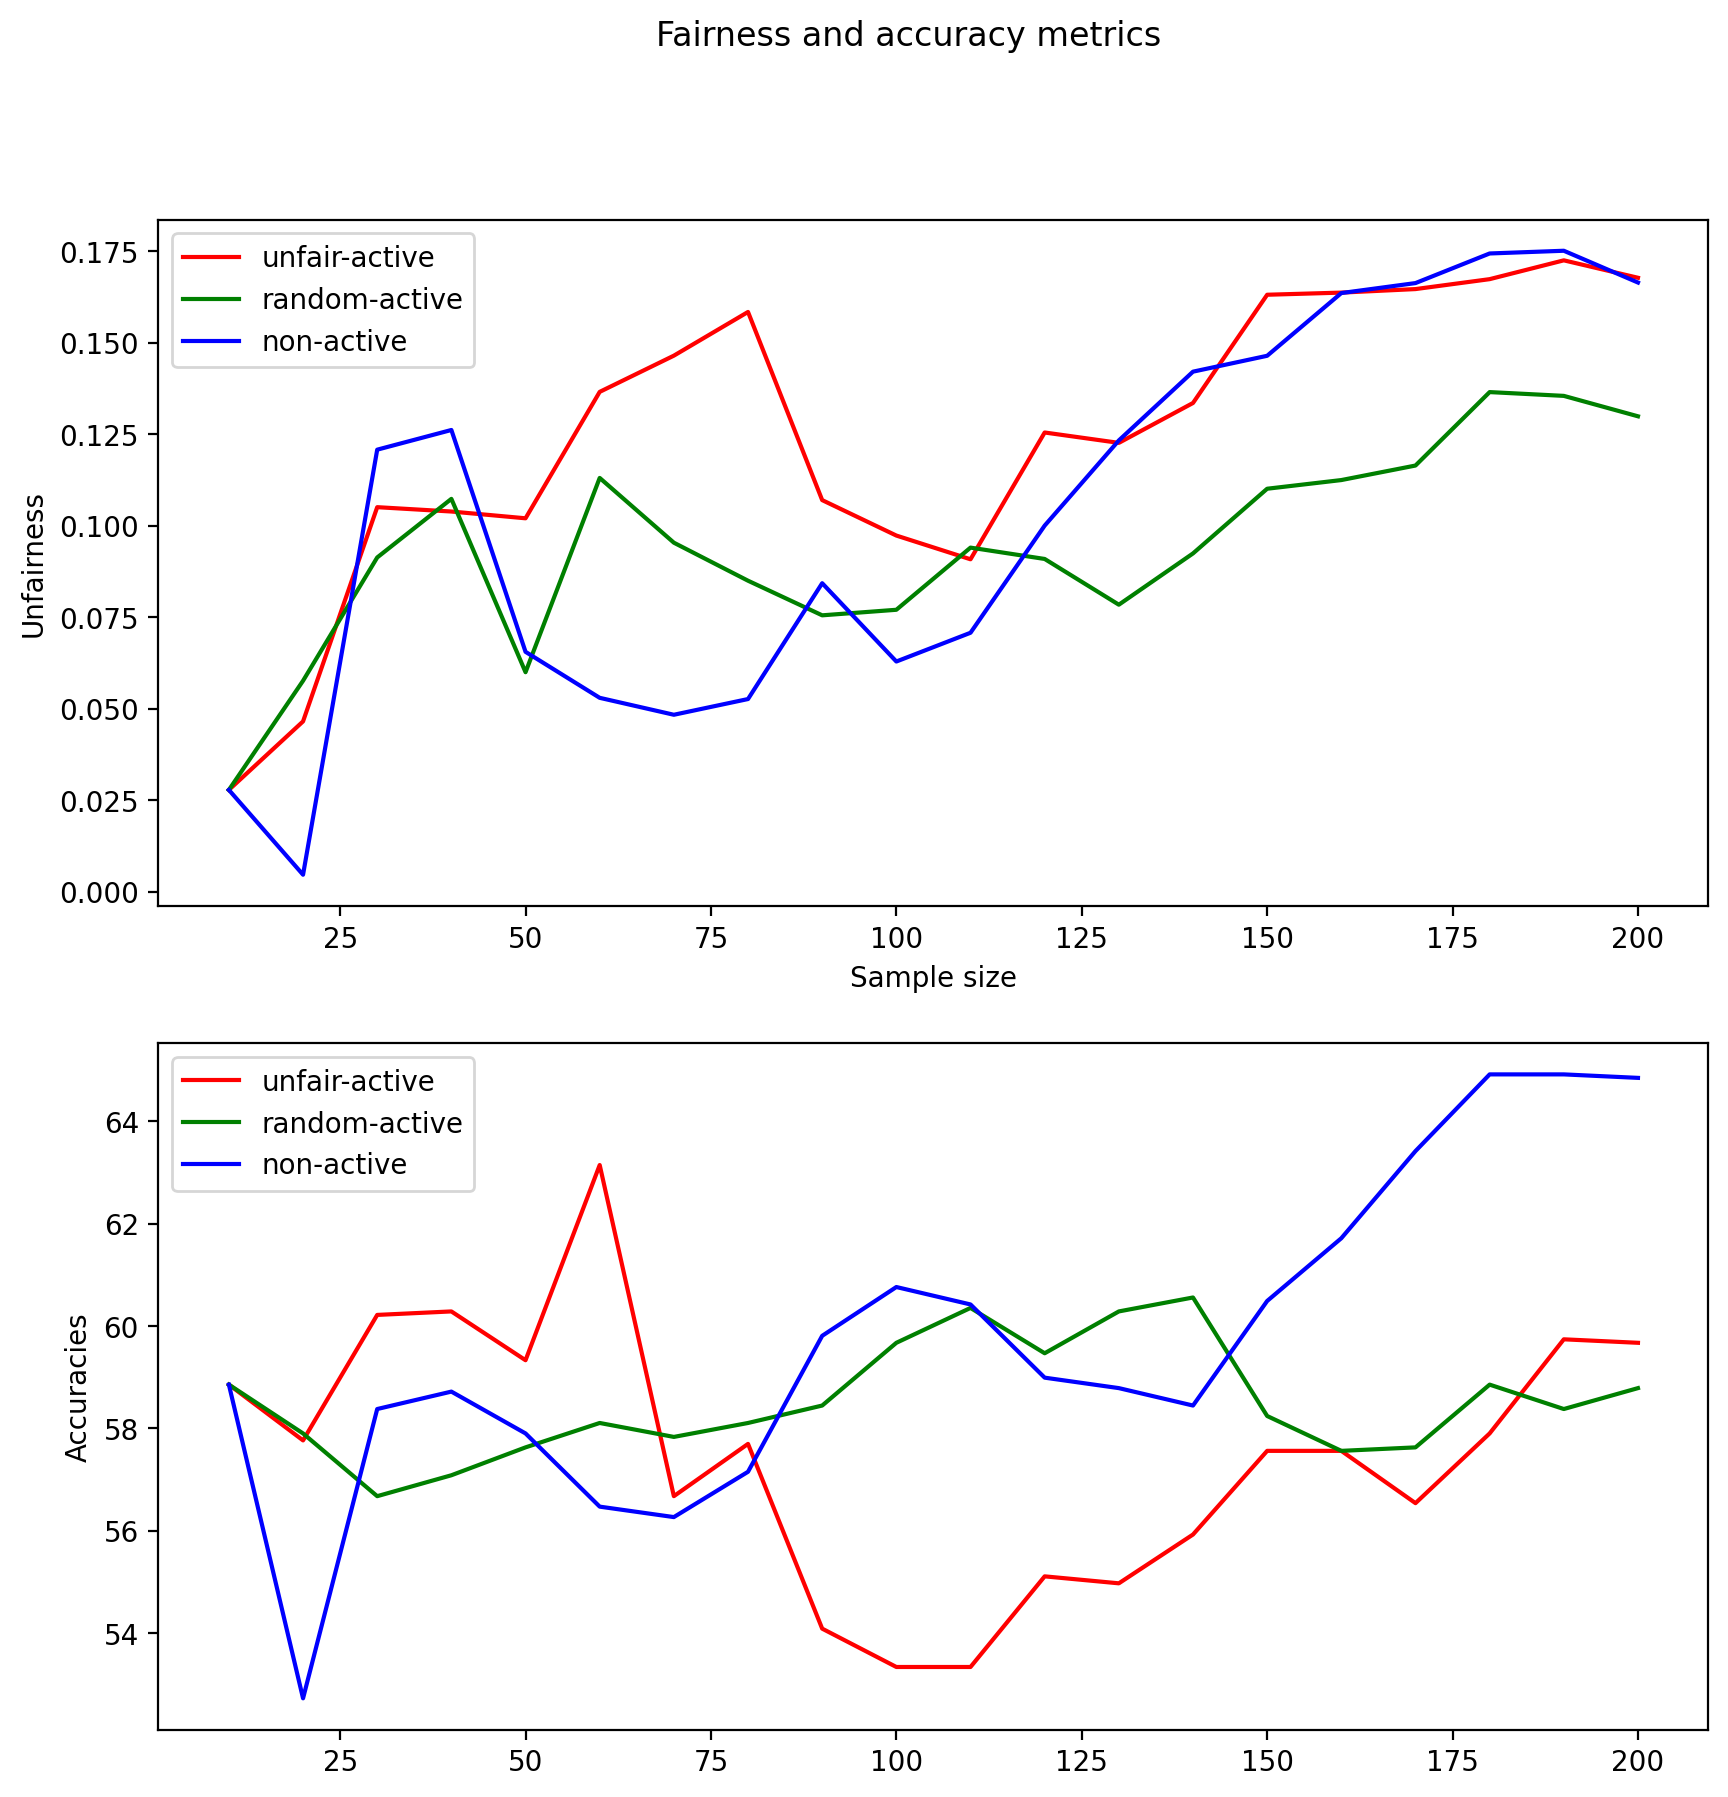 Fairness and accuracy metrics
unfair-active
random-active
non-active
0.175
0.150
0.125
0.100
0.075
0.050
0.025
0.000
Unfairness
25 50 75 100 125 150 175 200
Sample size
unfair-active
random-active
non-active
64
62
60
58
56
54
Accuracies
25 50 75 100 125 150 175 200